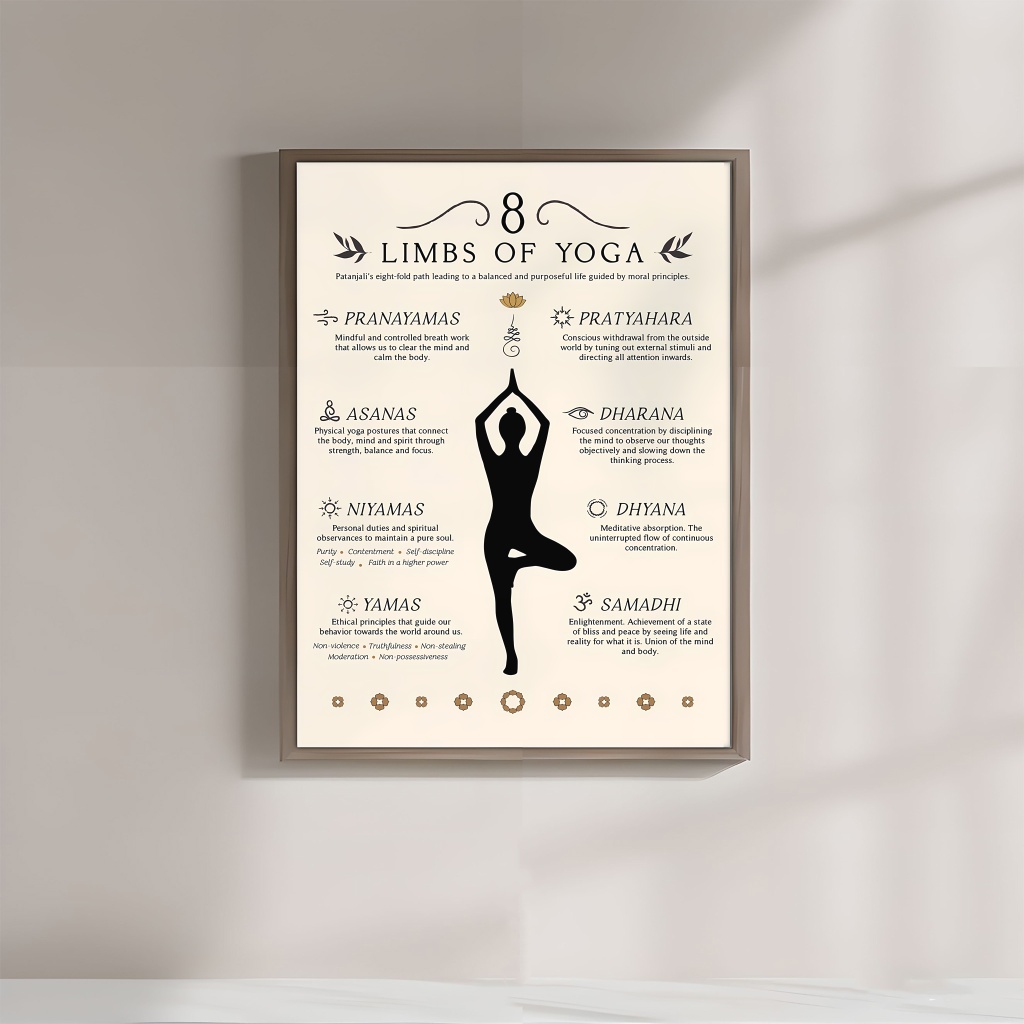 8
LIMBS OF YOGA
Patanjali's eight-fold path leading to a balanced and purposeful life guided by moral principles.
PRANAYAMAS
Mindful and controlled breath work
that allows us to clear the mind and
calm the body.
ASANAS
Physical yoga postures that connect
the body, mind and spirit through
strength, balance and focus.
NIYAMAS
Personal duties and spiritual
observances to maintain a pure soul.
Purity • Contentment • Self-discipline
Self-study • Faith in a higher power
YAMAS
Ethical principles that guide our
behavior towards the world around us.
Non-violence • Truthfulness • Non-stealing
Moderation • Non-possessiveness
PRATYAHARA
Conscious withdrawal from the outside
world by tuning out external stimuli and
directing all attention inwards.
DHARANA
Focused concentration by disciplining
the mind to observe our thoughts
objectively and slowing down the
thinking process.
DHYANA
Meditative absorption. The
uninterrupted flow of continuous
concentration.
ॐ SAMADHI
Enlightenment. Achievement of a state
of bliss and peace by seeing life and
reality for what it is. Union of the mind
and body.